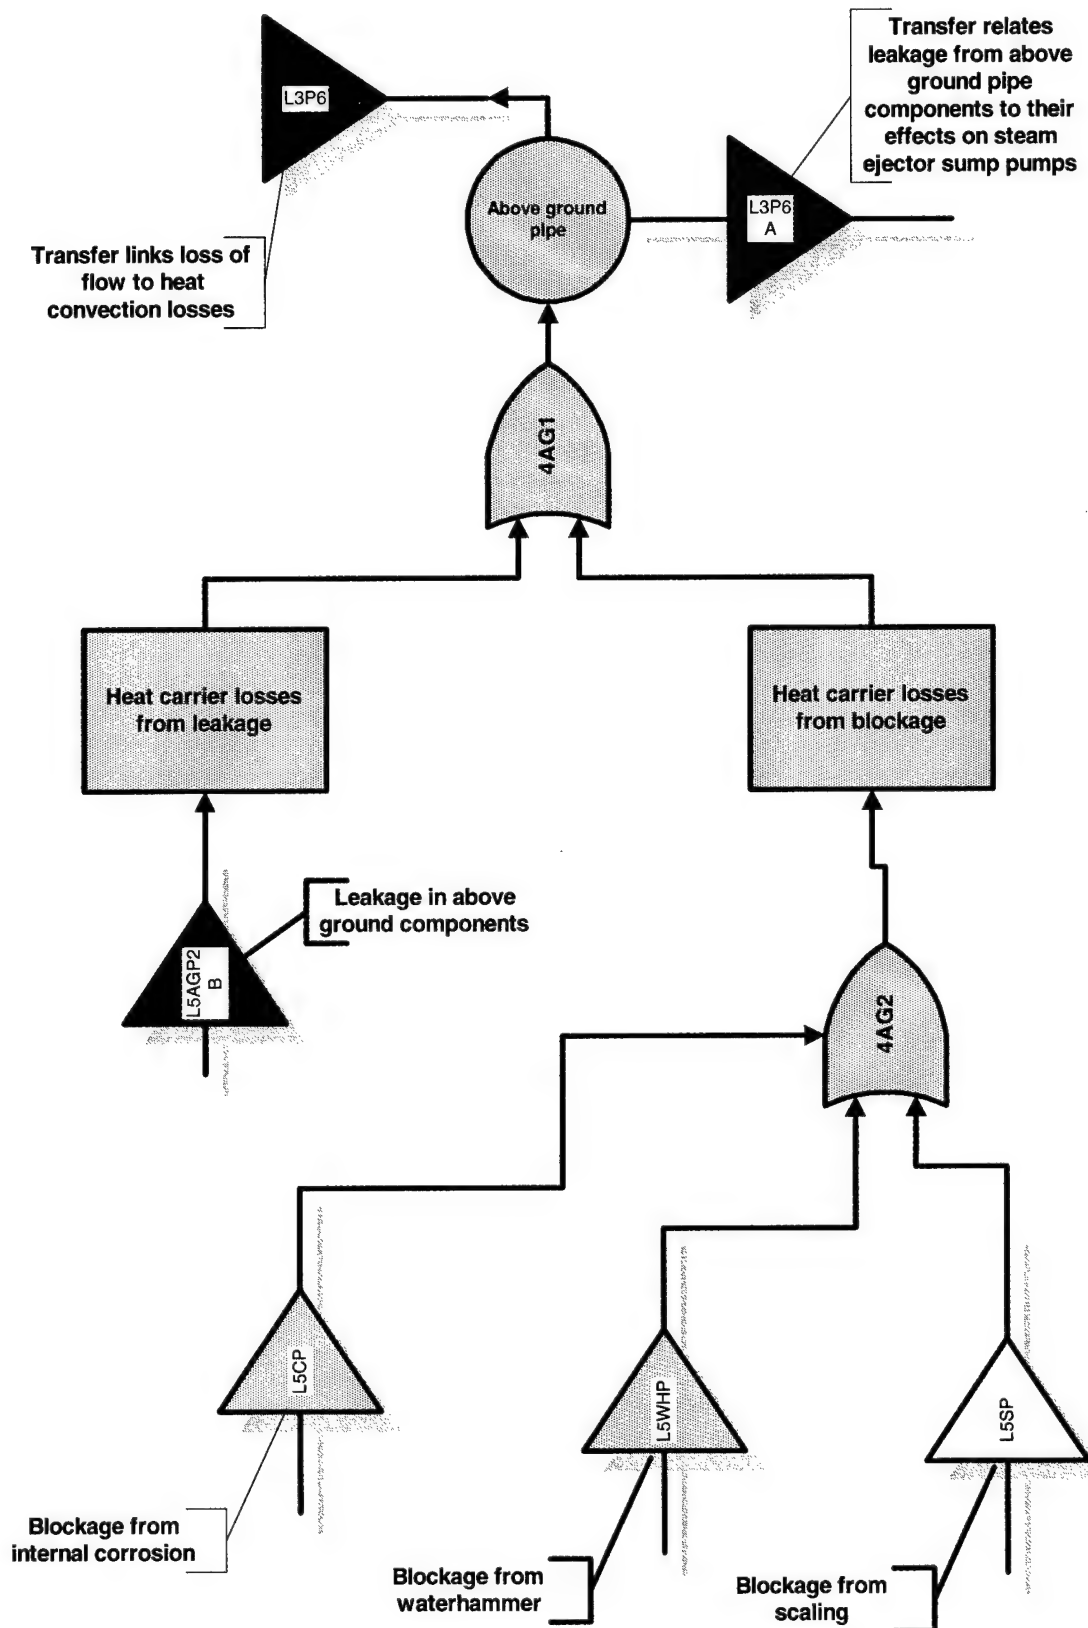 Transfer relates
leakage from above
ground pipe
components to their
effects on steam
ejector sump pumps
L3P6
L3P6
A
Above ground
pipe
Transfer links loss of
flow to heat
convection losses
4AG1
Heat carrier losses
from leakage
Heat carrier losses
from blockage
Leakage in above
ground components
L5AGP2
B
4AG2
L5CP
L5WHP
L5SP
Blockage from
internal corrosion
Blockage from
waterhammer
Blockage from
scaling